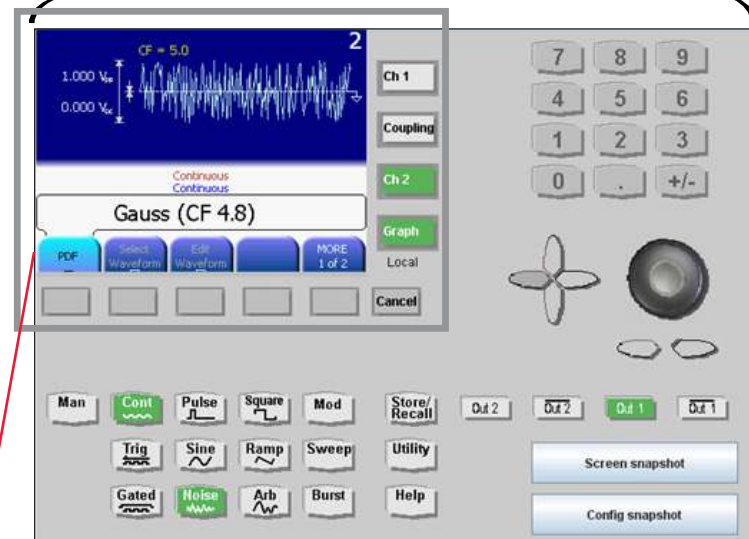 2
CF = 5.0
1.000 Vpp
0.000 Vdc
Continuous
Continuous
Gauss (CF 4.8)
PDF
Select Waveform
Edit Waveform
MORE 1 of 2
Ch 1
Coupling
Ch 2
Graph
Local
Cancel
7 8 9
4 5 6
1 2 3
0 . +/-
Man
Cont
Pulse
Square
Mod
Store/ Recall
Out 2
Out 2
Out 1
Out 1
Trig
Sine
Ramp
Sweep
Utility
Screen snapshot
Gated
Noise
Arb
Burst
Help
Config snapshot